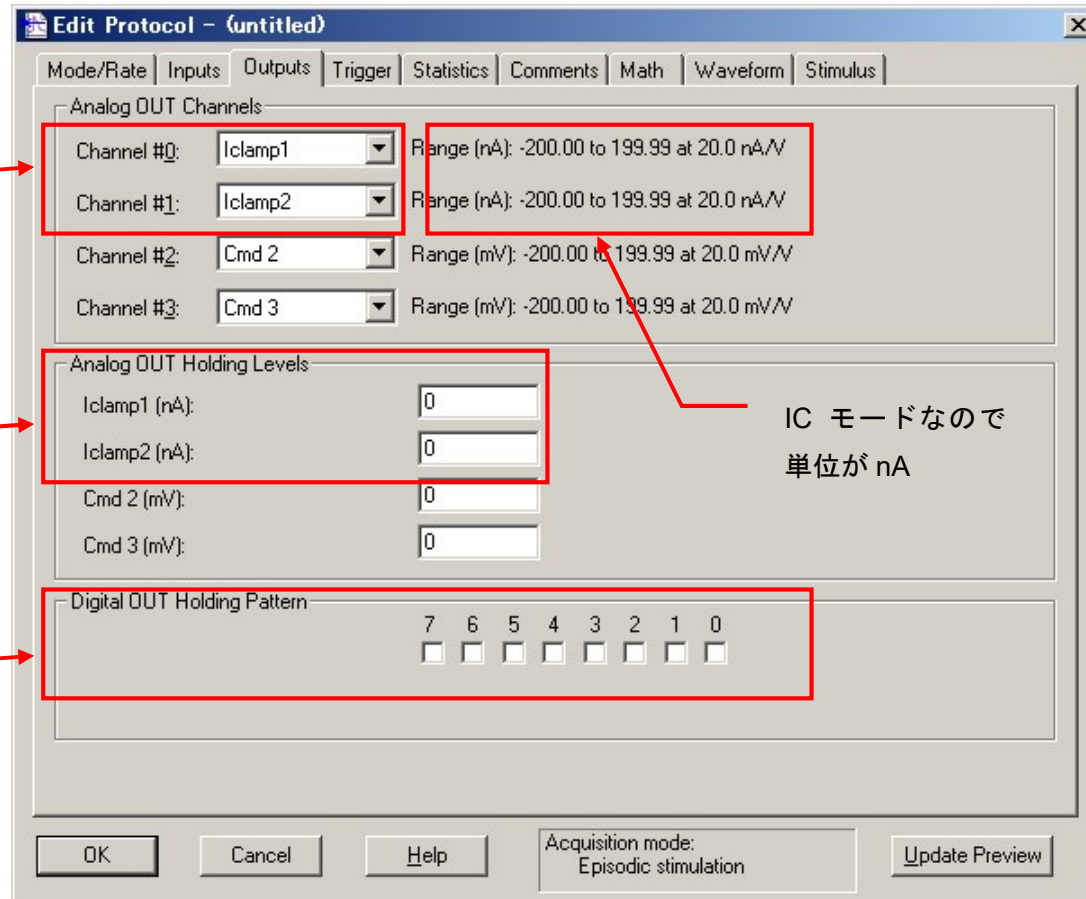 Edit Protocol - (untitled)
Mode/Rate Inputs Outputs Trigger Statistics Comments Math Waveform Stimulus
Analog OUT Channels
Channel #0: Iclamp1 Range (nA): -200.00 to 199.99 at 20.0 nA/V
Channel #1: Iclamp2 Range (nA): -200.00 to 199.99 at 20.0 nA/V
Channel #2: Cmd 2 Range (mV): -200.00 to 199.99 at 20.0 mV/V
Channel #3: Cmd 3 Range (mV): -200.00 to 199.99 at 20.0 mV/V
Analog OUT Holding Levels
Iclamp1 (nA): 0
Iclamp2 (nA): 0
Cmd 2 (mV): 0
Cmd 3 (mV): 0
IC モードなので
単位が nA
Digital OUT Holding Pattern
7 6 5 4 3 2 1 0
OK Cancel Help
Acquisition mode:
Episodic stimulation
Update Preview